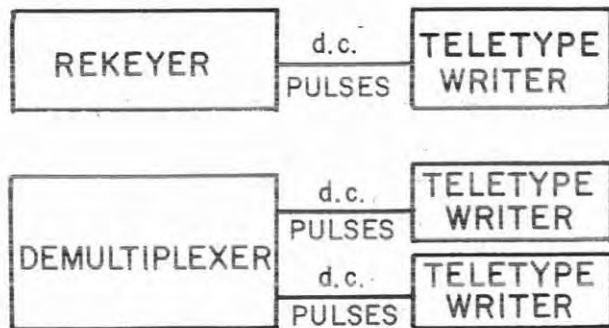 REKEYER
d.c.
PULSES
TELETYPE
WRITER
DEMULTIPLEXER
d.c.
PULSES
TELETYPE
WRITER
d.c.
PULSES
TELETYPE
WRITER